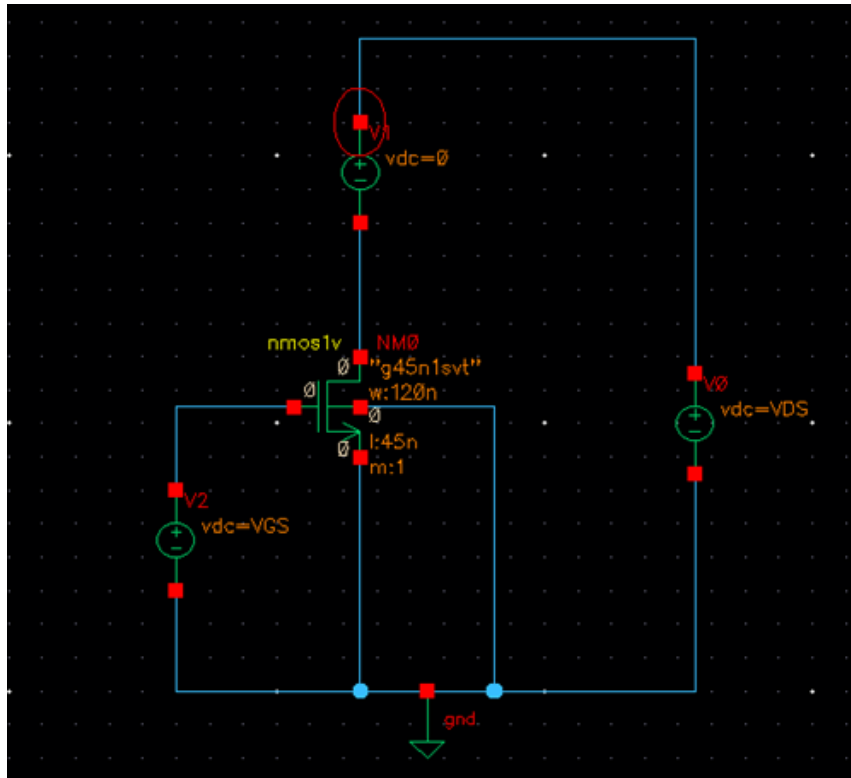 V1
vdc=0
nmos1v
NM0
0
"g45n1svt"
0
w:120n
0
l:45n
0
m:1
V0
vdc=VDS
V2
vdc=VGS
gnd